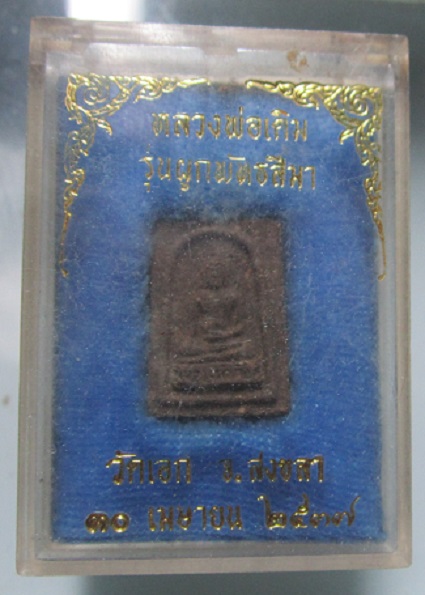 หลวงพ่อเดิม
รุ่นผูกพัทธสีมา
วัดเอก จ.สงขลา
๑๐ เมษายน ๒๕๓๗